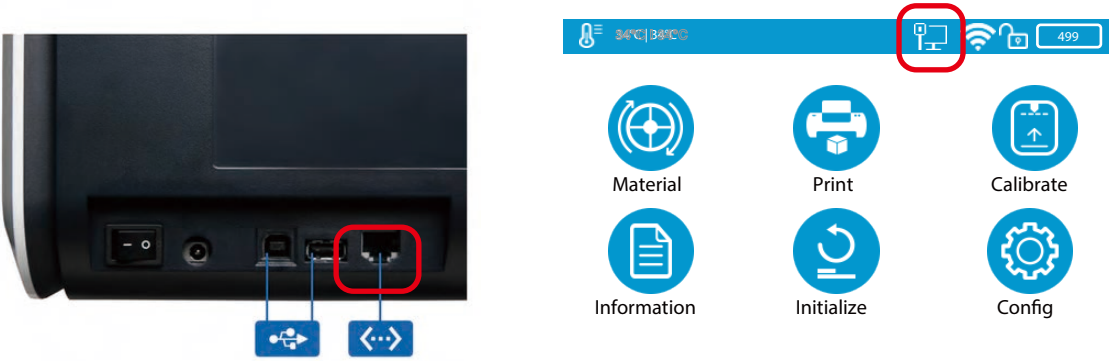 499
Material
Print
Calibrate
Information
Initialize
Config